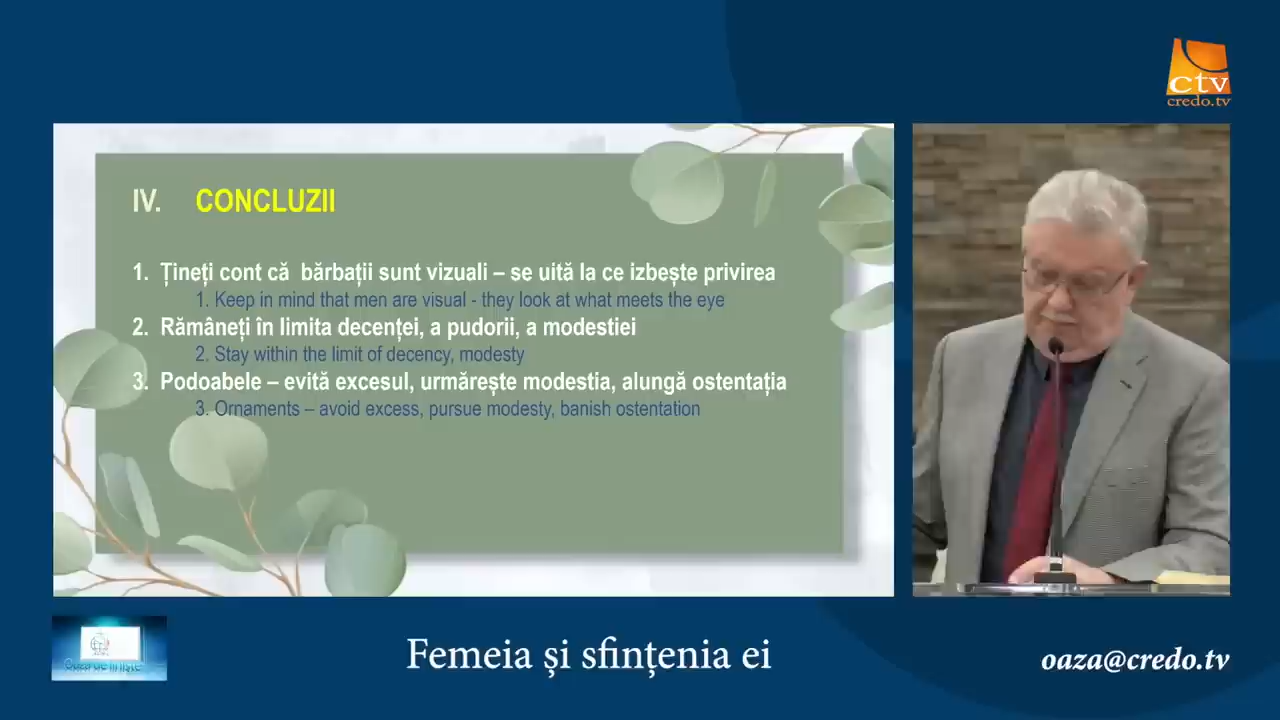 ctv
credo.tv
IV. CONCLUZII
1. Țineți cont că bărbații sunt vizuali – se uită la ce izbește privirea
1. Keep in mind that men are visual - they look at what meets the eye
2. Rămâneți în limita decenței, a pudorii, a modestiei
2. Stay within the limit of decency, modesty
3. Podoabele – evită excesul, urmărește modestia, alungă ostentația
3. Ornaments – avoid excess, pursue modesty, banish ostentation
Femeia și sfințenia ei
oaza@credo.tv